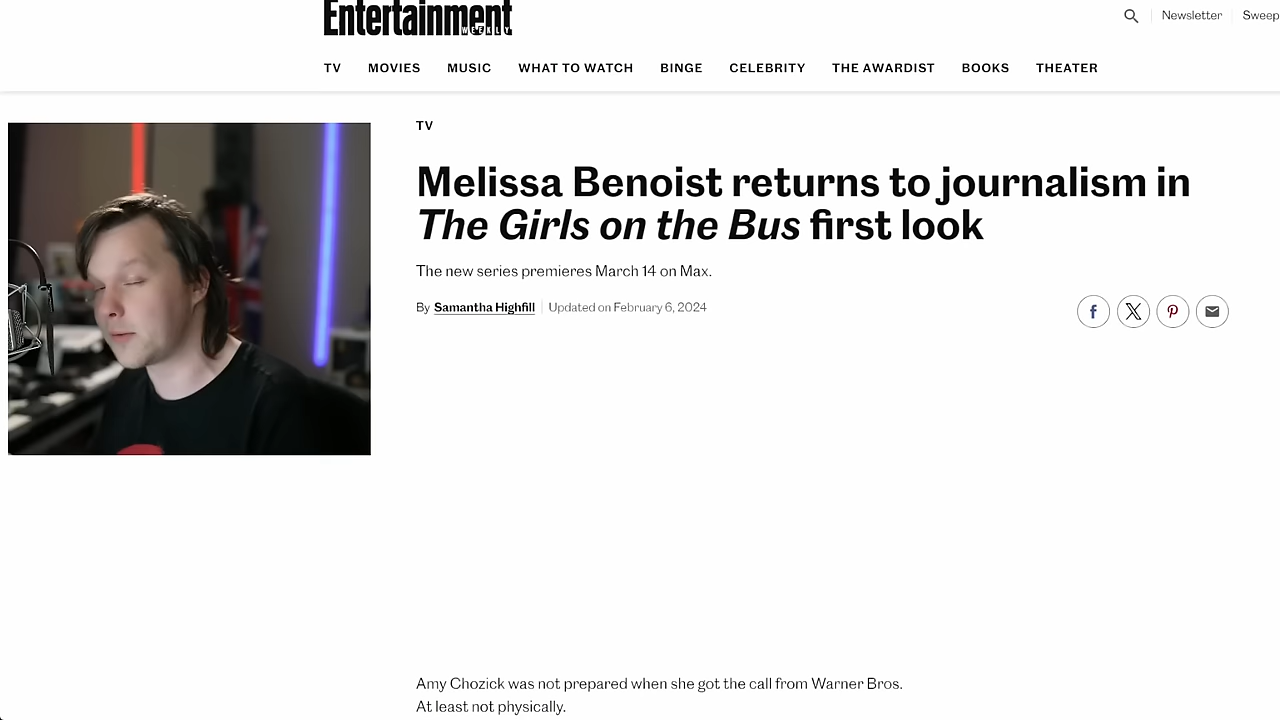 Entertainment
WEEKLY
Newsletter
Sweep
TV MOVIES MUSIC WHAT TO WATCH BINGE CELEBRITY THE AWARDIST BOOKS THEATER
TV
Melissa Benoist returns to journalism in
The Girls on the Bus first look
The new series premieres March 14 on Max.
By Samantha Highfill Updated on February 6, 2024
Amy Chozick was not prepared when she got the call from Warner Bros.
At least not physically.